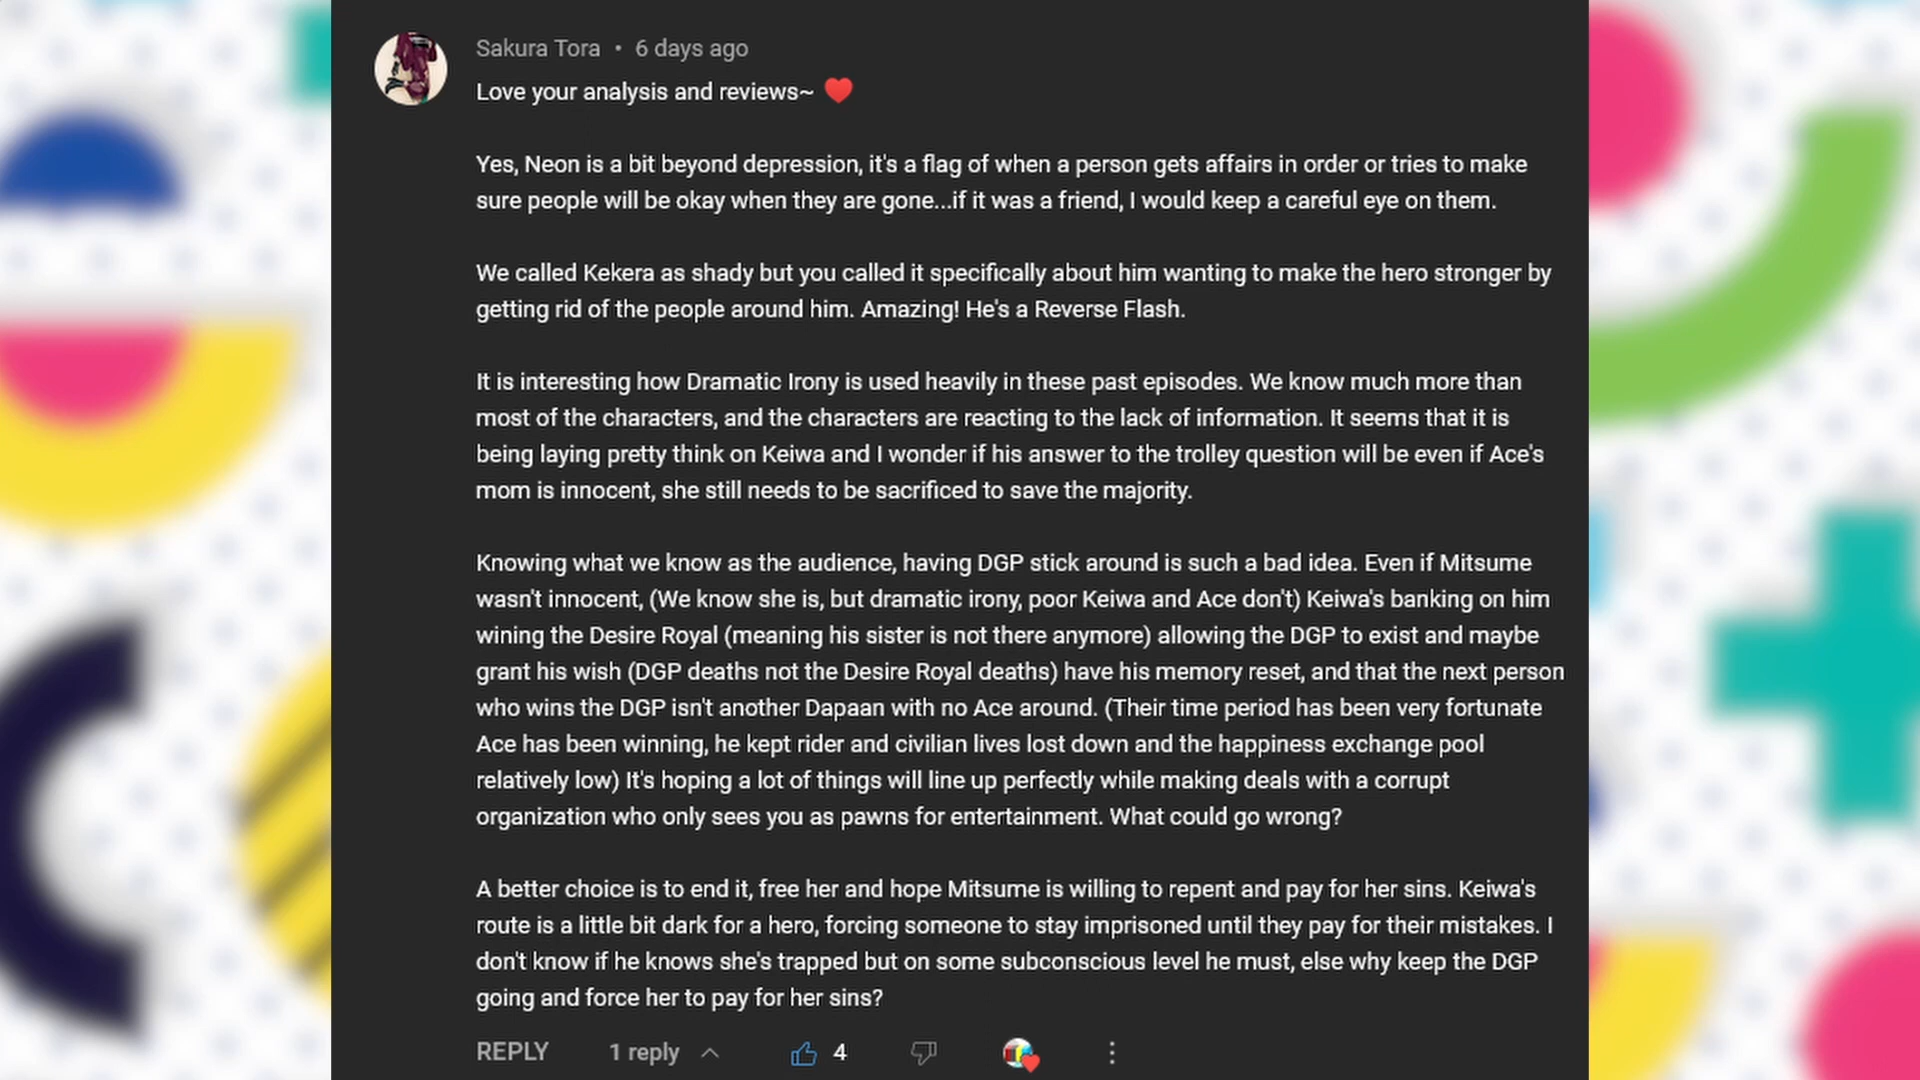 Sakura Tora • 6 days ago
Love your analysis and reviews~ ❤️
Yes, Neon is a bit beyond depression, it's a flag of when a person gets affairs in order or tries to make
sure people will be okay when they are gone...if it was a friend, I would keep a careful eye on them.
We called Kekera as shady but you called it specifically about him wanting to make the hero stronger by
getting rid of the people around him. Amazing! He's a Reverse Flash.
It is interesting how Dramatic Irony is used heavily in these past episodes. We know much more than
most of the characters, and the characters are reacting to the lack of information. It seems that it is
being laying pretty think on Keiwa and I wonder if his answer to the trolley question will be even if Ace's
mom is innocent, she still needs to be sacrificed to save the majority.
Knowing what we know as the audience, having DGP stick around is such a bad idea. Even if Mitsume
wasn't innocent, (We know she is, but dramatic irony, poor Keiwa and Ace don't) Keiwa's banking on him
wining the Desire Royal (meaning his sister is not there anymore) allowing the DGP to exist and maybe
grant his wish (DGP deaths not the Desire Royal deaths) have his memory reset, and that the next person
who wins the DGP isn't another Dapaan with no Ace around. (Their time period has been very fortunate
Ace has been winning, he kept rider and civilian lives lost down and the happiness exchange pool
relatively low) It's hoping a lot of things will line up perfectly while making deals with a corrupt
organization who only sees you as pawns for entertainment. What could go wrong?
A better choice is to end it, free her and hope Mitsume is willing to repent and pay for her sins. Keiwa's
route is a little bit dark for a hero, forcing someone to stay imprisoned until they pay for their mistakes. I
don't know if he knows she's trapped but on some subconscious level he must, else why keep the DGP
going and force her to pay for her sins?
REPLY 1 reply 4